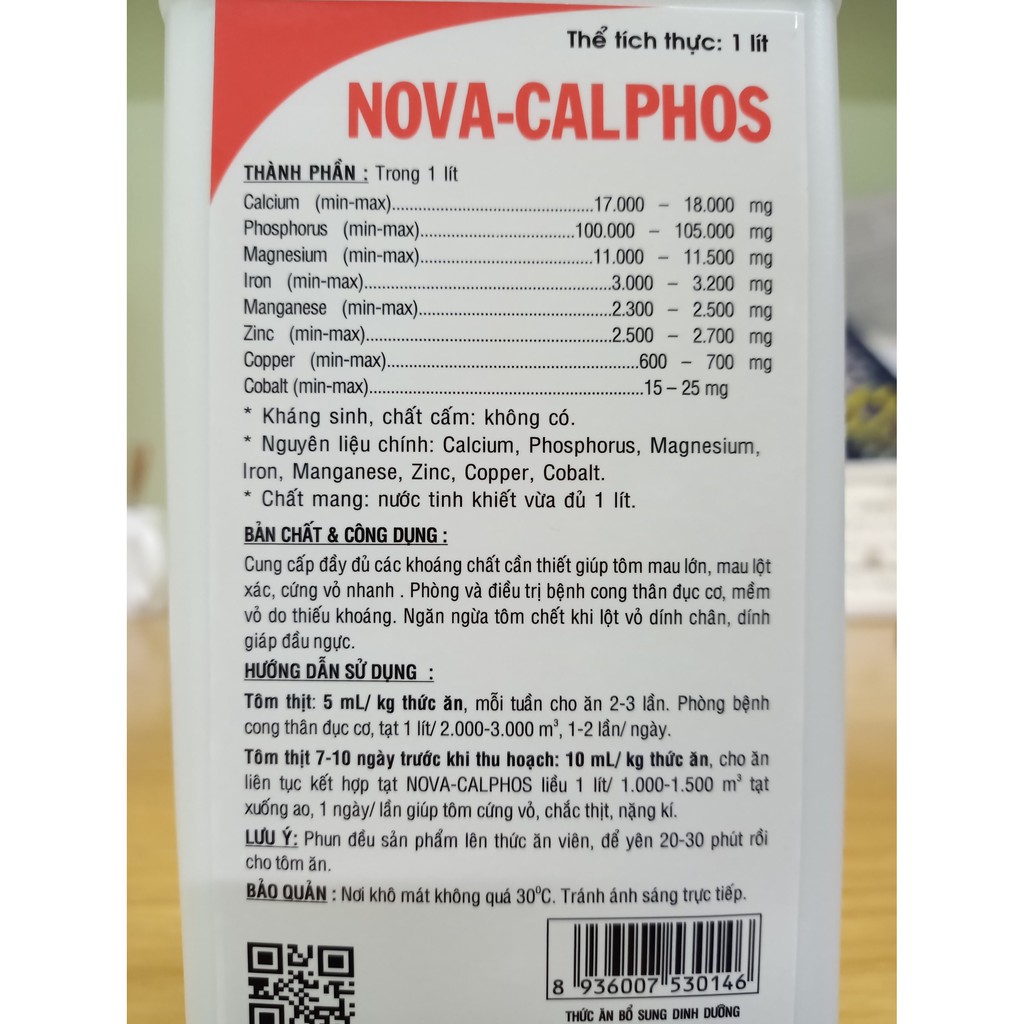 Thể tích thực: 1 lít
NOVA-CALPHOS
THÀNH PHẦN : Trong 1 lít
Calcium (min-max)..........................................17.000 – 18.000 mg
Phosphorus (min-max)................................100.000 – 105.000 mg
Magnesium (min-max)....................................11.000 – 11.500 mg
Iron (min-max)....................................................3.000 – 3.200 mg
Manganese (min-max)........................................2.300 – 2.500 mg
Zinc (min-max)...................................................2.500 – 2.700 mg
Copper (min-max)....................................................600 – 700 mg
Cobalt (min-max).........................................................15 – 25 mg
* Kháng sinh, chất cấm: không có.
* Nguyên liệu chính: Calcium, Phosphorus, Magnesium,
Iron, Manganese, Zinc, Copper, Cobalt.
* Chất mang: nước tinh khiết vừa đủ 1 lít.
BẢN CHẤT & CÔNG DỤNG :
Cung cấp đầy đủ các khoáng chất cần thiết giúp tôm mau lớn, mau lột
xác, cứng vỏ nhanh . Phòng và điều trị bệnh cong thân đục cơ, mềm
vỏ do thiếu khoáng. Ngăn ngừa tôm chết khi lột vỏ dính chân, dính
giáp đầu ngực.
HƯỚNG DẪN SỬ DỤNG :
Tôm thịt: 5 mL/ kg thức ăn, mỗi tuần cho ăn 2-3 lần. Phòng bệnh
cong thân đục cơ, tạt 1 lít/ 2.000-3.000 m³, 1-2 lần/ ngày.
Tôm thịt 7-10 ngày trước khi thu hoạch: 10 mL/ kg thức ăn, cho ăn
liên tục kết hợp tạt NOVA-CALPHOS liều 1 lít/ 1.000-1.500 m³ tạt
xuống ao, 1 ngày/ lần giúp tôm cứng vỏ, chắc thịt, nặng kí.
LƯU Ý: Phun đều sản phẩm lên thức ăn viên, để yên 20-30 phút rồi
cho tôm ăn.
BẢO QUẢN : Nơi khô mát không quá 30⁰C. Tránh ánh sáng trực tiếp.
8 936007 530146
THỨC ĂN BỔ SUNG DINH DƯỠNG